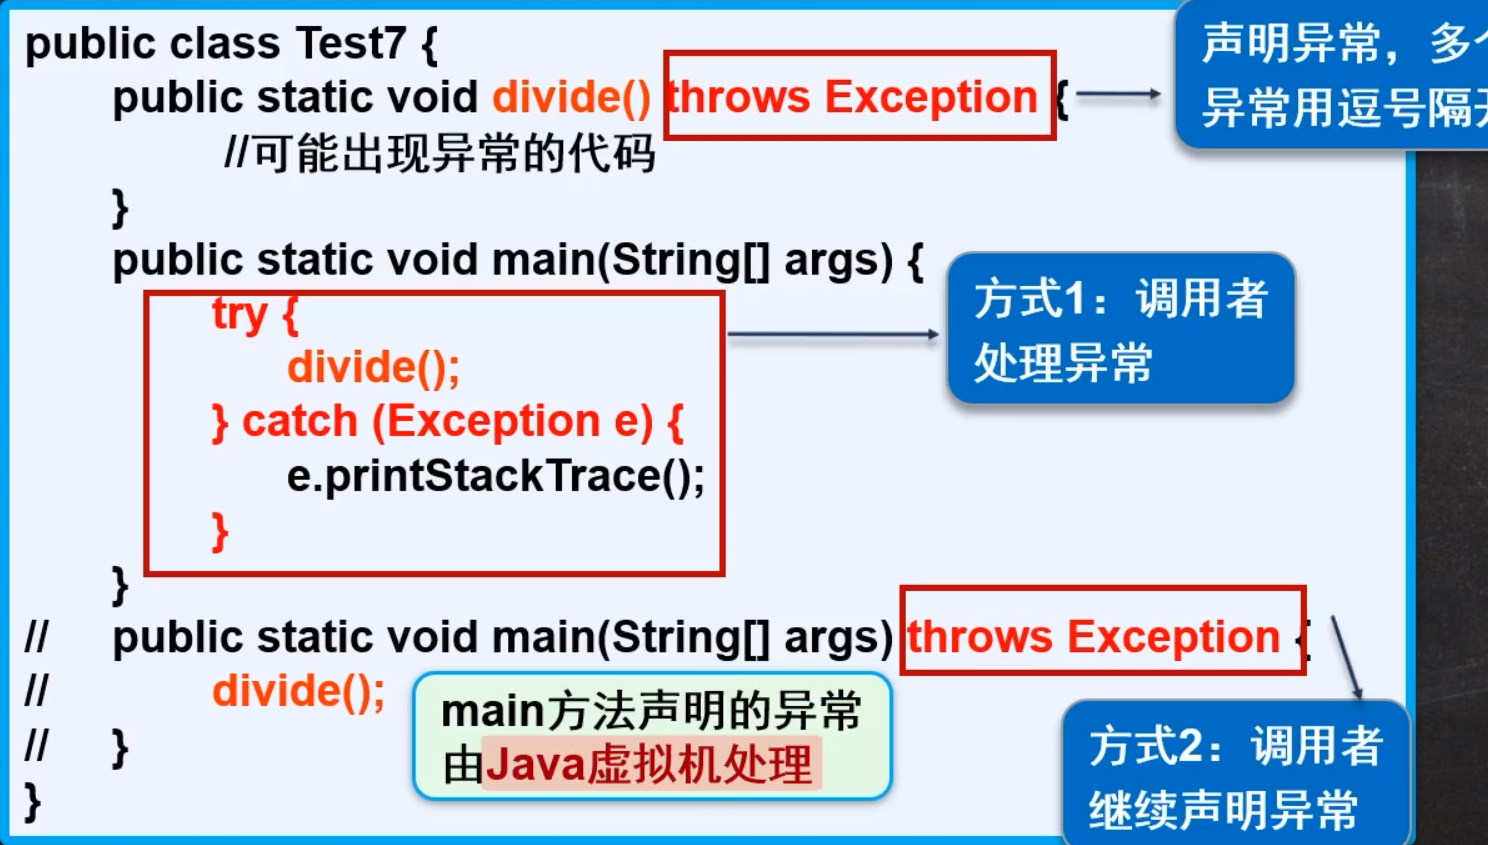 public class Test7 {
public static void divide() throws Exception {
声明异常，多
异常用逗号隔
//可能出现异常的代码
}
public static void main(String[] args) {
try {
divide();
} catch (Exception e) {
e.printStackTrace();
}
}
方式1：调用者
处理异常
// public static void main(String[] args) throws Exception {
// divide();
// }
}
main方法声明的异常
由Java虚拟机处理
方式2：调用者
继续声明异常